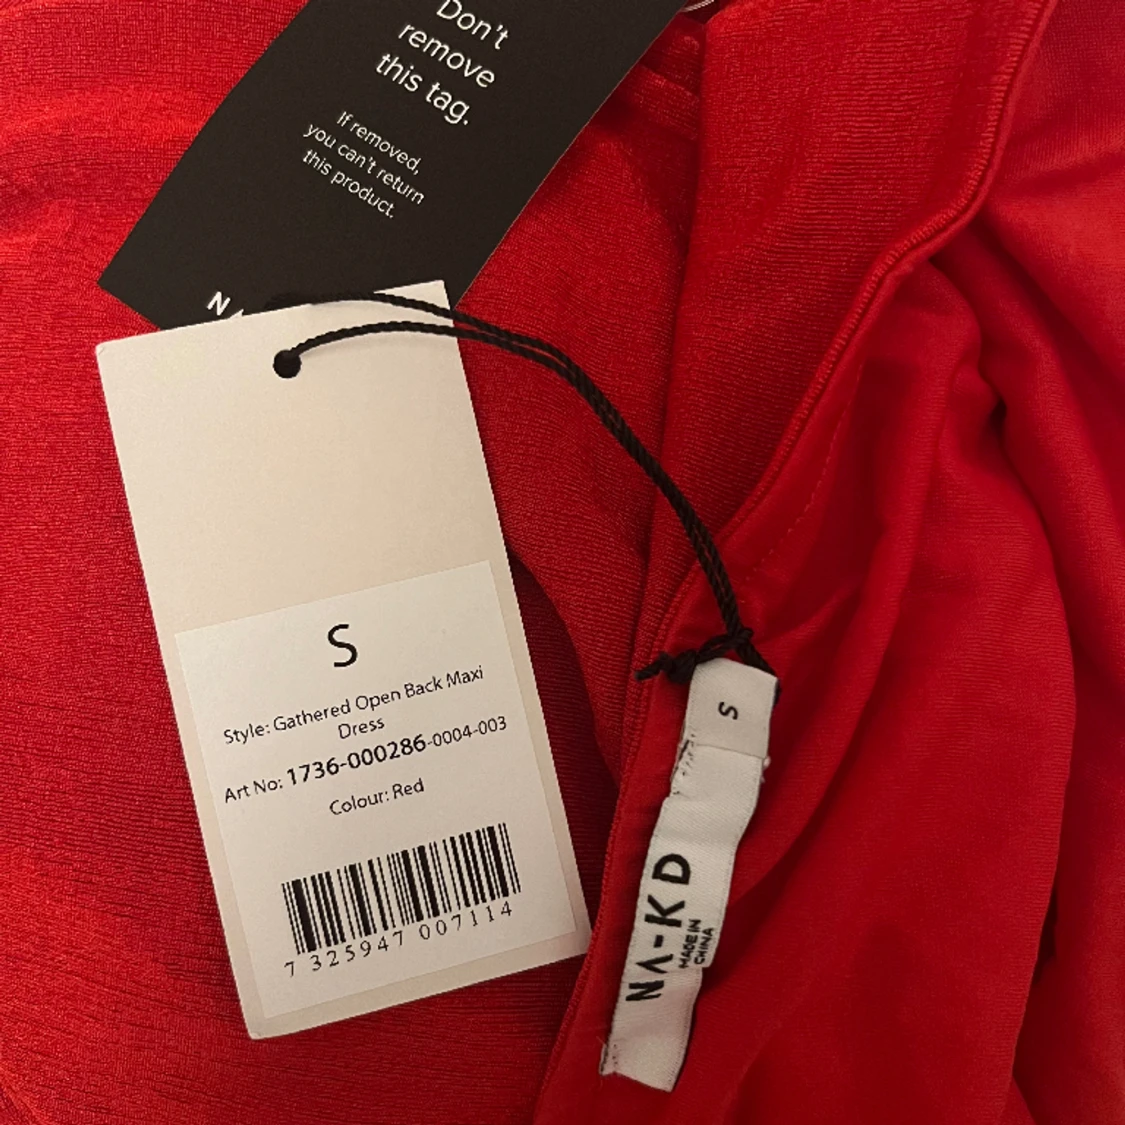 Don't
remove
this tag.
If removed,
you can't return
this product.
S
Style: Gathered Open Back Maxi
Dress
Art No: 1736-000286-0004-003
Colour: Red
7 325947 007114
S
NA-KD
MADE IN
CHINA